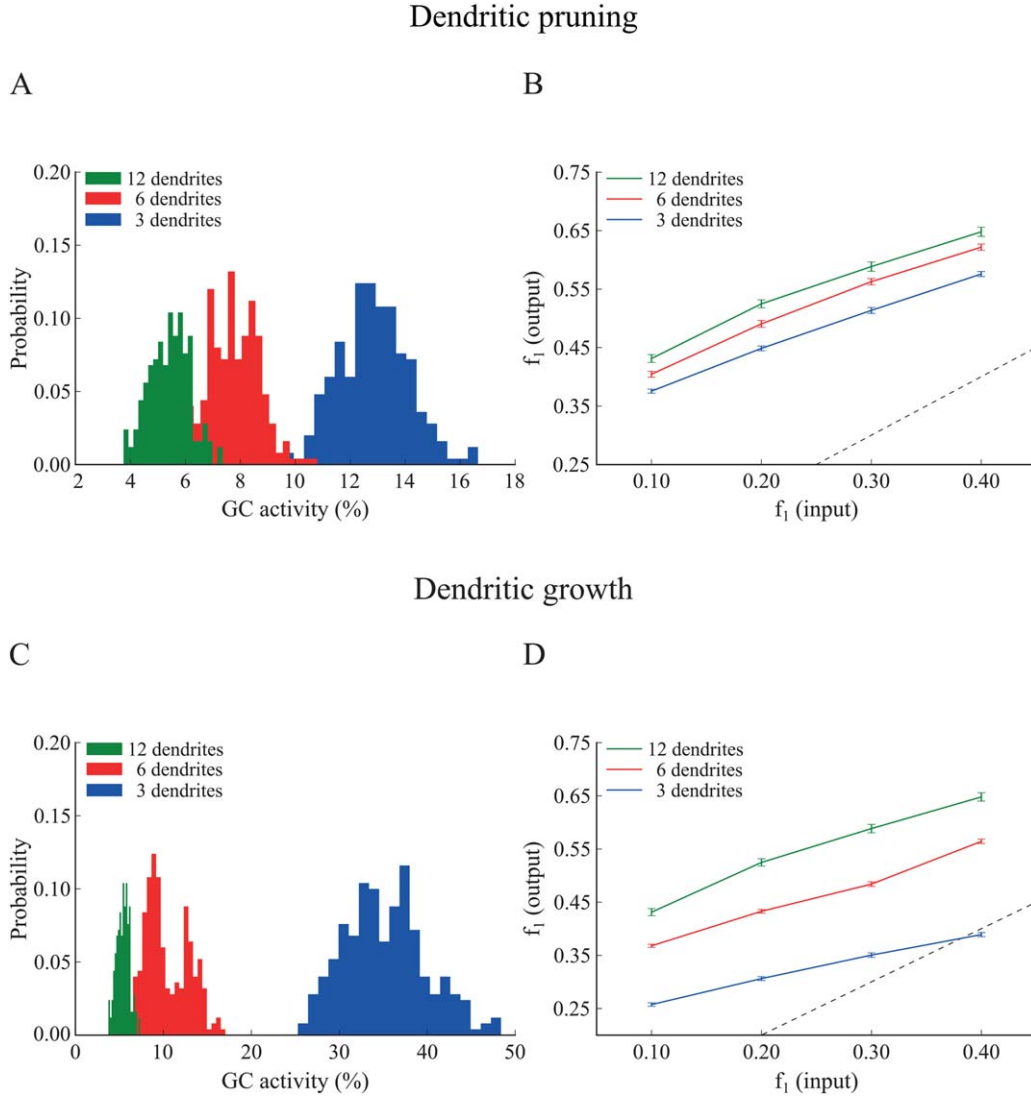 Dendritic pruning
A
B
0.20
0.15
0.10
0.05
0.00
Probability
12 dendrites
6 dendrites
3 dendrites
2 4 6 8 10 12 14 16 18
GC activity (%)
0.75
0.65
0.55
0.45
0.35
0.25
f₁ (output)
12 dendrites
6 dendrites
3 dendrites
0.10 0.20 0.30 0.40
f₁ (input)
Dendritic growth
C
D
0.20
0.15
0.10
0.05
0.00
Probability
12 dendrites
6 dendrites
3 dendrites
0 10 20 30 40 50
GC activity (%)
0.75
0.65
0.55
0.45
0.35
0.25
f₁ (output)
12 dendrites
6 dendrites
3 dendrites
0.10 0.20 0.30 0.40
f₁ (input)